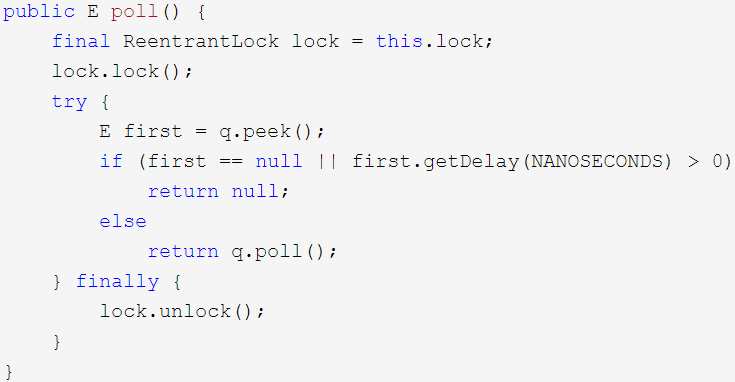 public E poll() {
    final ReentrantLock lock = this.lock;
    lock.lock();
    try {
        E first = q.peek();
        if (first == null || first.getDelay(NANOSECONDS) > 0)
            return null;
        else
            return q.poll();
    } finally {
        lock.unlock();
    }
}